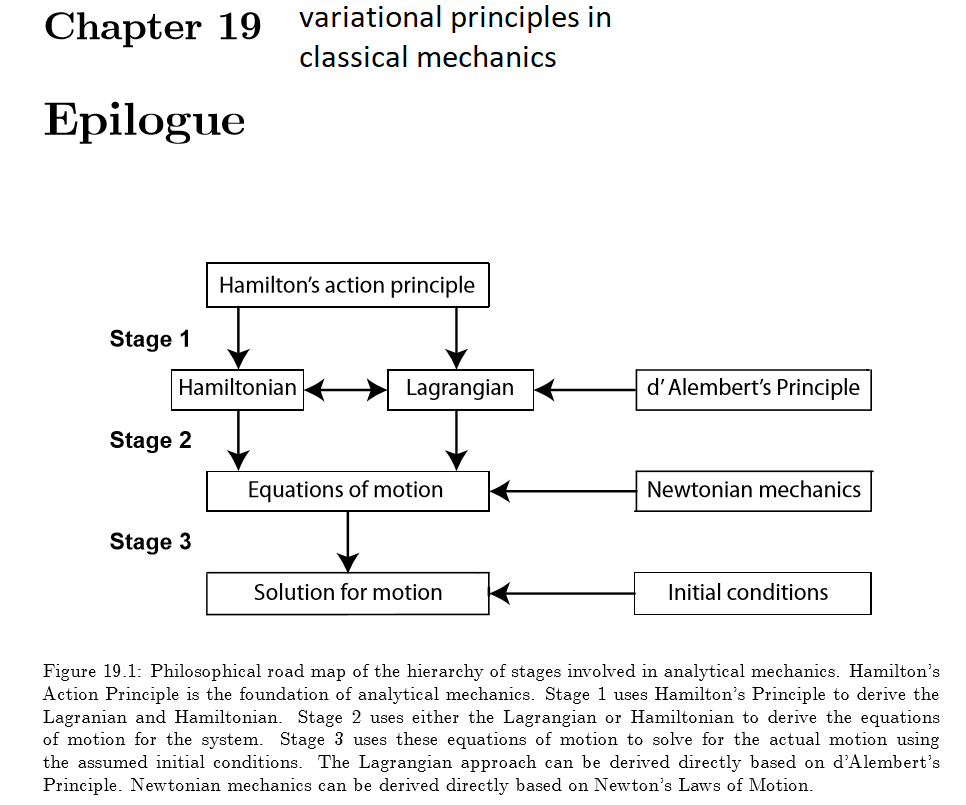 Chapter 19
variational principles in
classical mechanics
Epilogue
Hamilton's action principle
Stage 1
Hamiltonian
Lagrangian
d'Alembert's Principle
Stage 2
Equations of motion
Newtonian mechanics
Stage 3
Solution for motion
Initial conditions
Figure 19.1: Philosophical road map of the hierarchy of stages involved in analytical mechanics. Hamilton's
Action Principle is the foundation of analytical mechanics. Stage 1 uses Hamilton's Principle to derive the
Lagranian and Hamiltonian. Stage 2 uses either the Lagrangian or Hamiltonian to derive the equations
of motion for the system. Stage 3 uses these equations of motion to solve for the actual motion using
the assumed initial conditions. The Lagrangian approach can be derived directly based on d'Alembert's
Principle. Newtonian mechanics can be derived directly based on Newton's Laws of Motion.